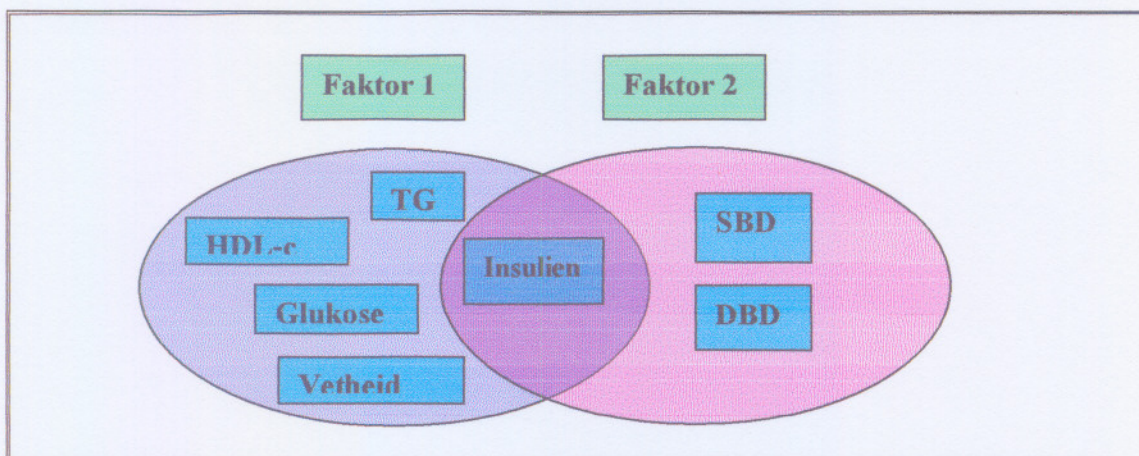 Faktor 1
Faktor 2
TG
HDL-c
Glukose
Vetheid
Insulien
SBD
DBD